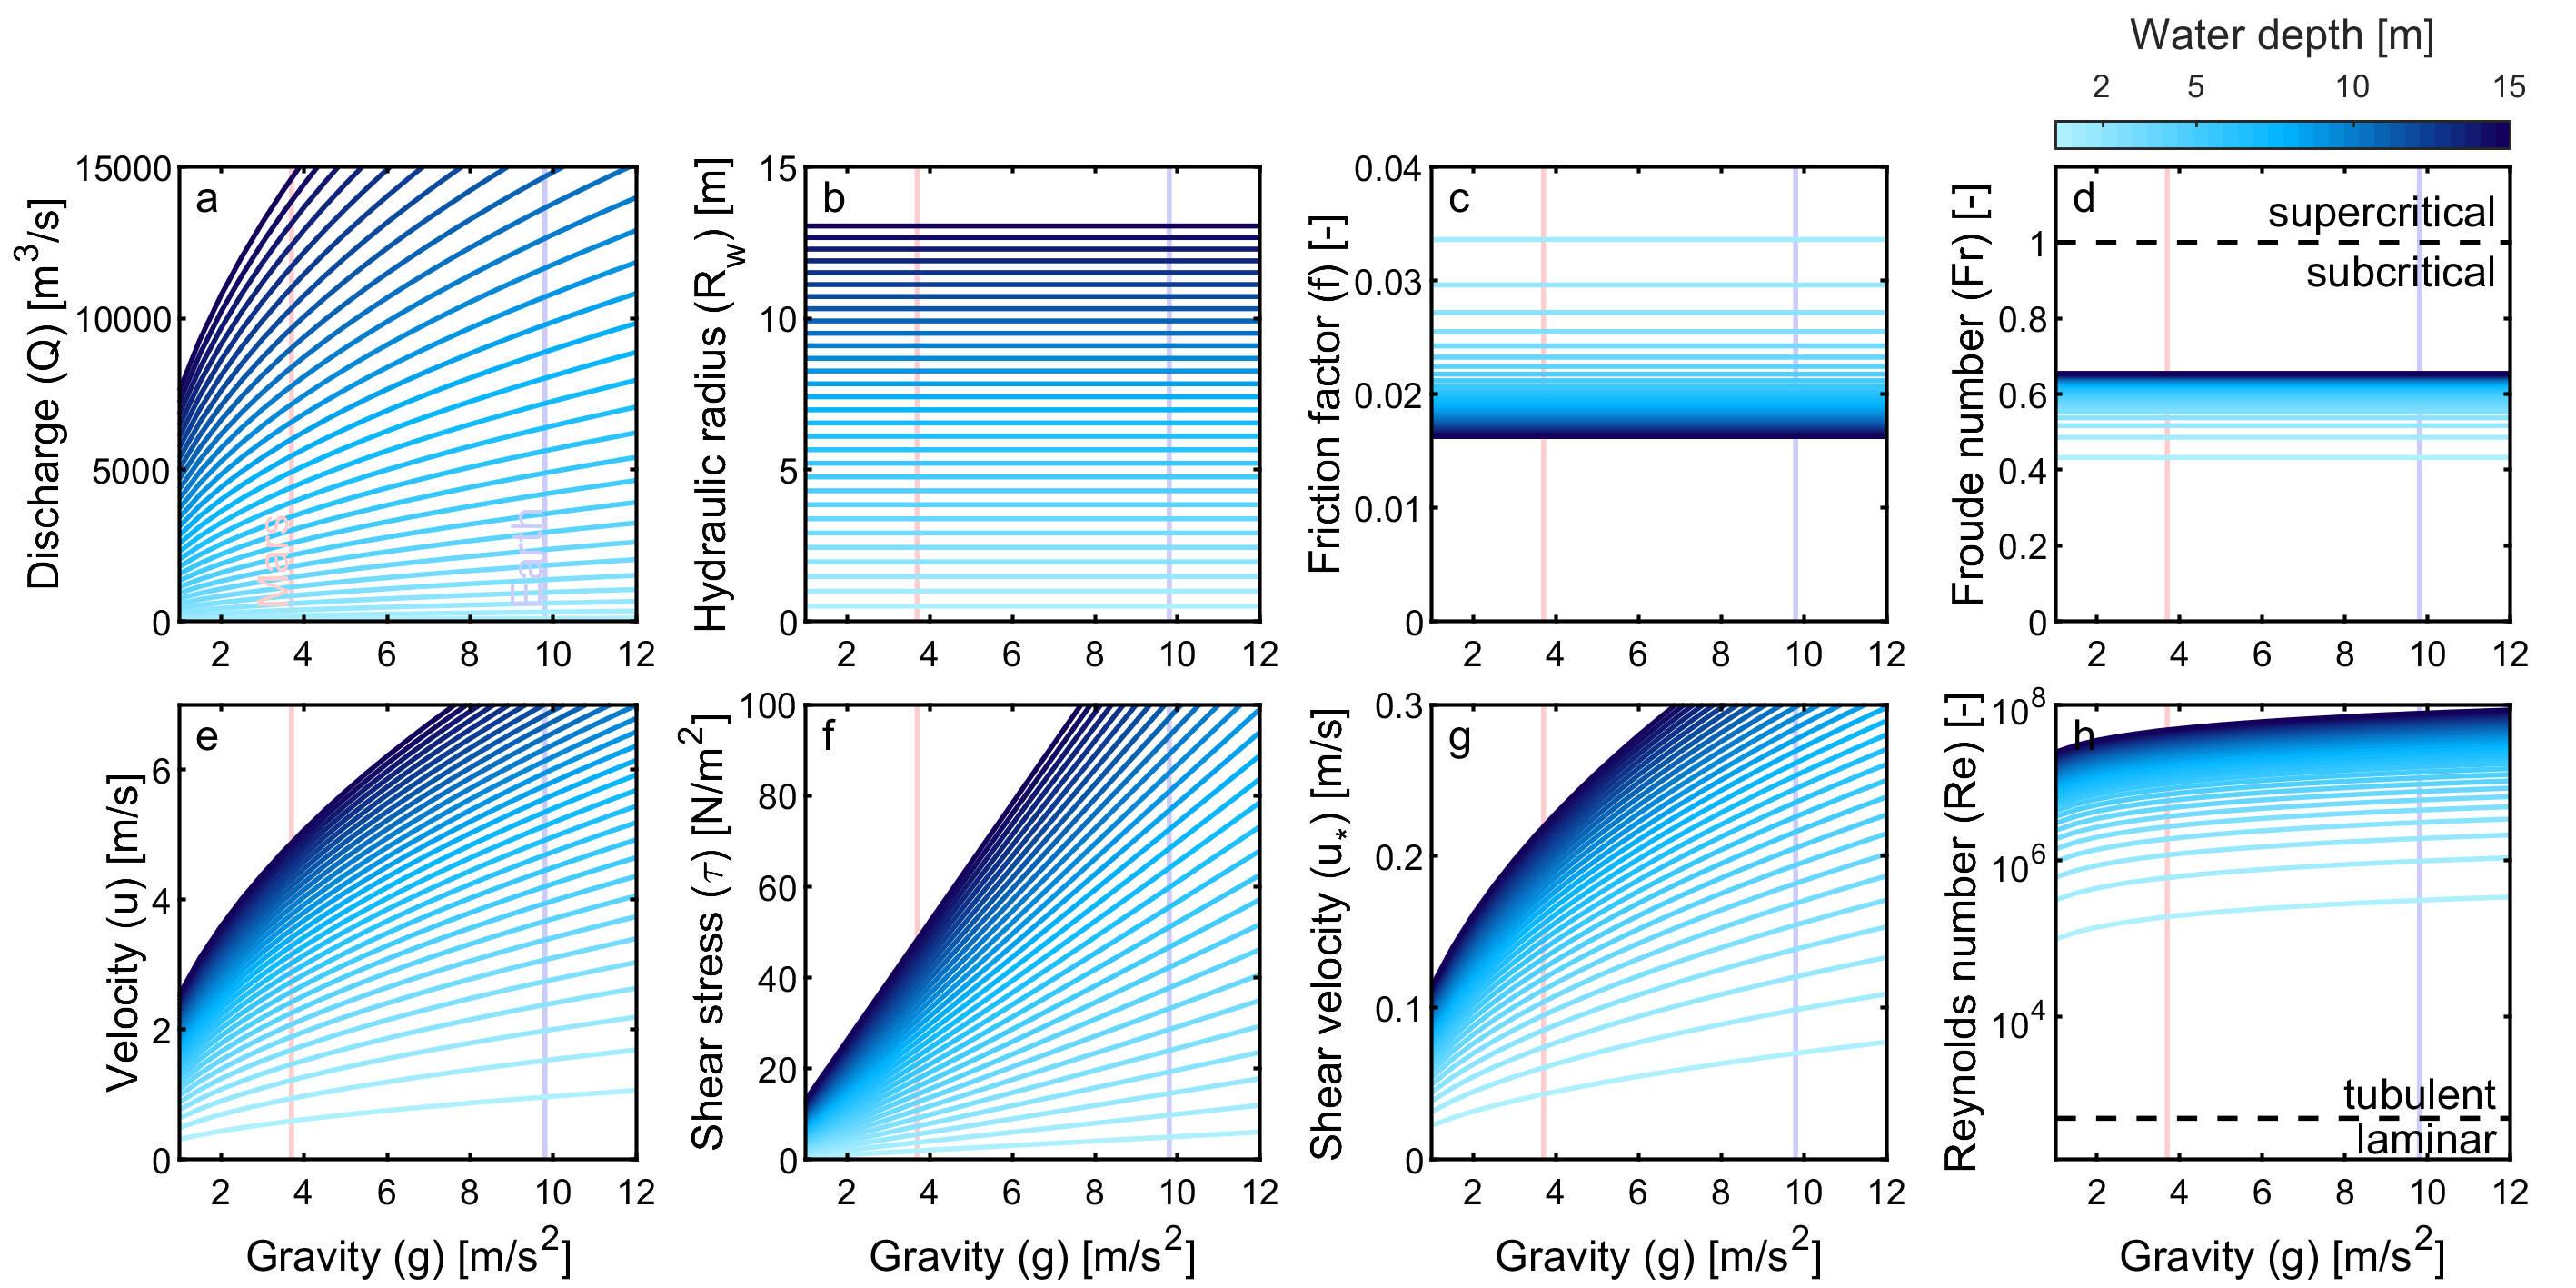 Water depth [m]
2 5 10 15
Discharge (Q) [m³/s]
15000
10000
5000
0
a
Mars
Earth
2 4 6 8 10 12
Hydraulic radius (R_w) [m]
15
10
5
0
b
2 4 6 8 10 12
Friction factor (f) [-]
0.04
0.03
0.02
0.01
0
c
2 4 6 8 10 12
Froude number (Fr) [-]
1
0.8
0.6
0.4
0.2
0
d
supercritical
subcritical
2 4 6 8 10 12
Velocity (u) [m/s]
6
4
2
0
e
2 4 6 8 10 12
Gravity (g) [m/s²]
Shear stress (τ) [N/m²]
100
80
60
40
20
0
f
2 4 6 8 10 12
Gravity (g) [m/s²]
Shear velocity (u_*) [m/s]
0.3
0.2
0.1
0
g
2 4 6 8 10 12
Gravity (g) [m/s²]
Reynolds number (Re) [-]
10⁸
10⁶
10⁴
h
tubulent
laminar
2 4 6 8 10 12
Gravity (g) [m/s²]